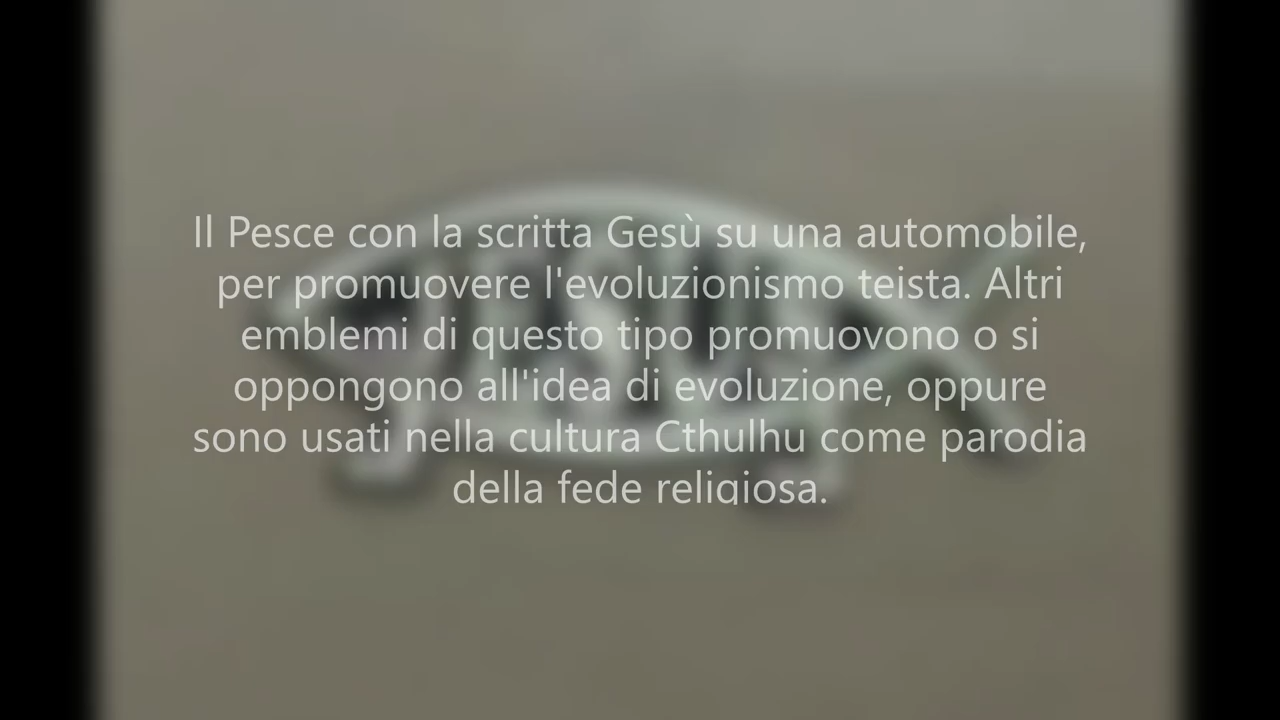 Il Pesce con la scritta Gesù su una automobile,
per promuovere l'evoluzionismo teista. Altri
emblemi di questo tipo promuovono o si
oppongono all'idea di evoluzione, oppure
sono usati nella cultura Cthulhu come parodia
della fede religiosa.